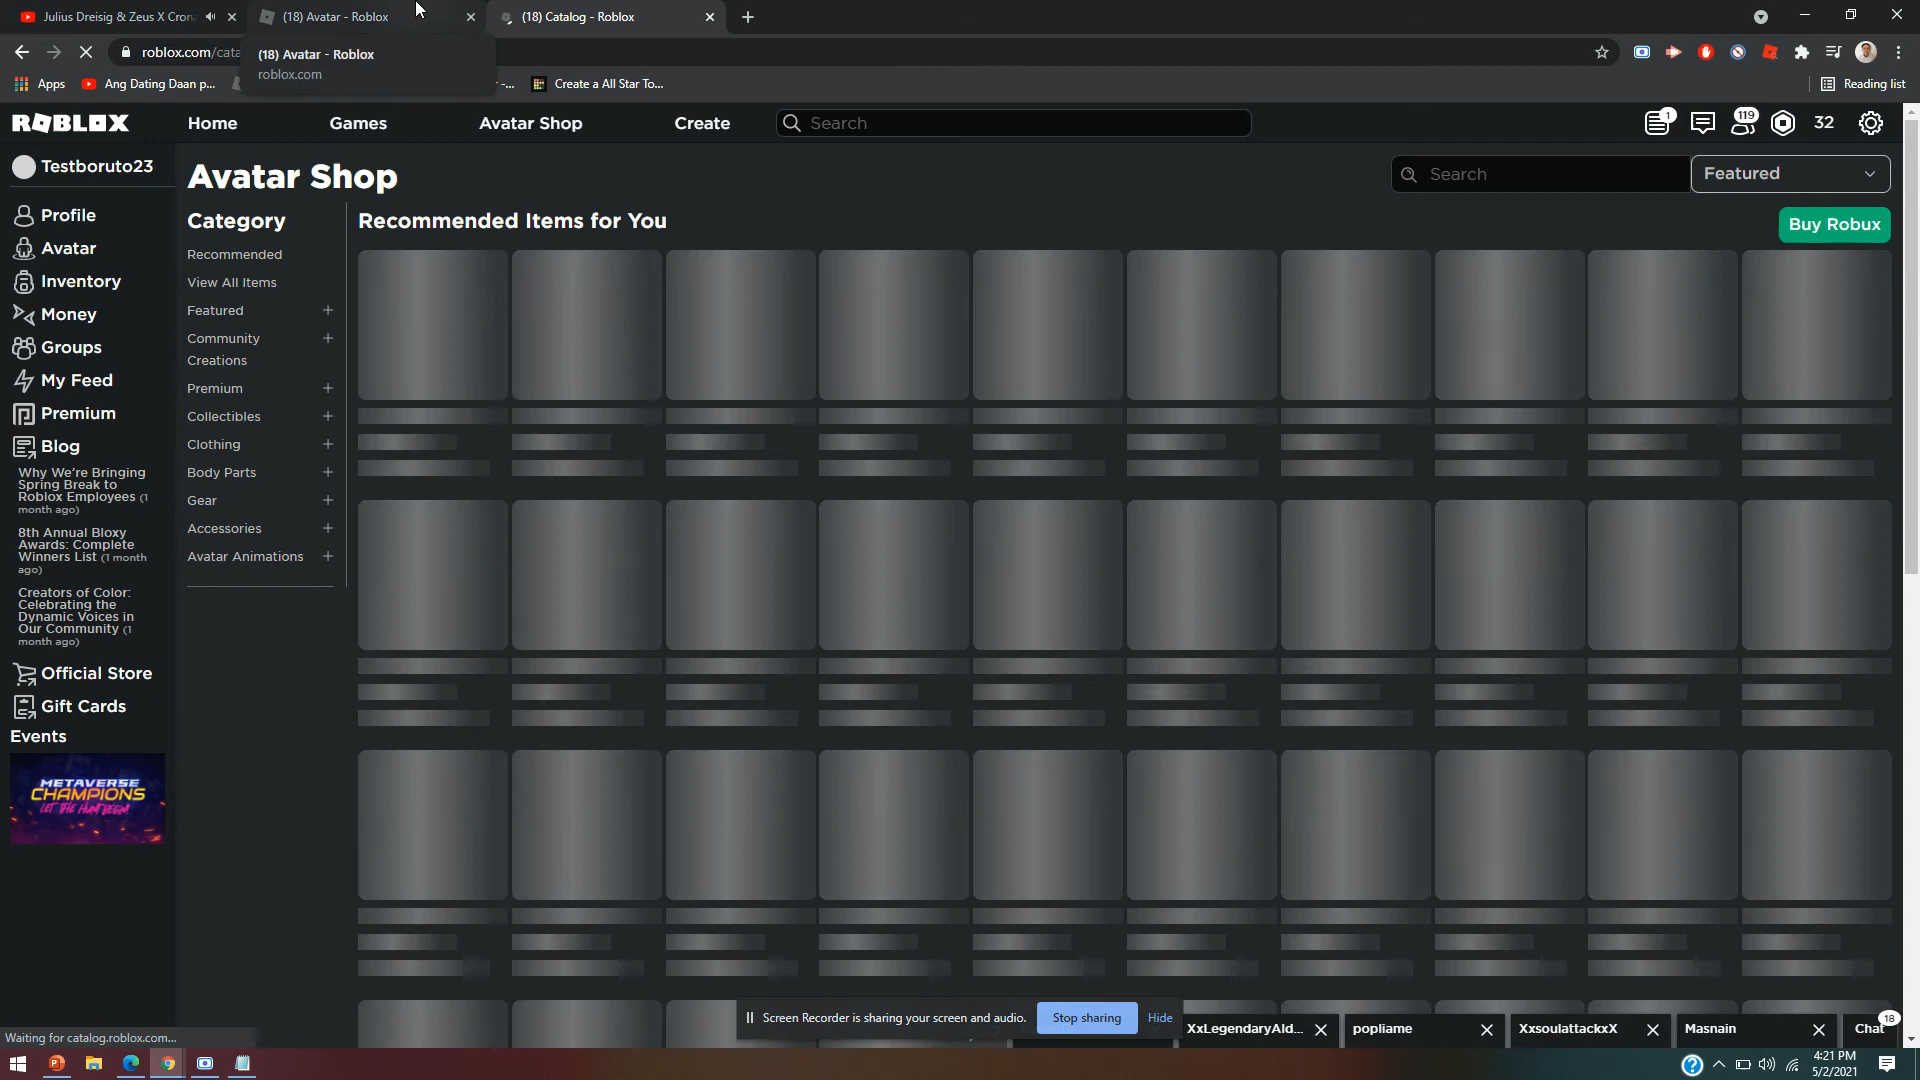 Julius Dreisig & Zeus X Cron
(18) Avatar - Roblox
(18) Catalog - Roblox
roblox.com/cata
(18) Avatar - Roblox
roblox.com
Apps
Ang Dating Daan p...
-...
Create a All Star To...
Reading list
ROBLOX
Home
Games
Avatar Shop
Create
Search
1
119
32
Testboruto23
Profile
Avatar
Inventory
Money
Groups
My Feed
Premium
Blog
Why We're Bringing
Spring Break to
Roblox Employees (1
month ago)
8th Annual Bloxy
Awards: Complete
Winners List (1 month
ago)
Creators of Color:
Celebrating the
Dynamic Voices in
Our Community (1
month ago)
Official Store
Gift Cards
Events
METAVERSE
CHAMPIONS
LET THE HUNT BEGIN!
Avatar Shop
Search
Featured
Category
Recommended
View All Items
Featured +
Community +
Creations
Premium +
Collectibles +
Clothing +
Body Parts +
Gear +
Accessories +
Avatar Animations +
Recommended Items for You
Buy Robux
Screen Recorder is sharing your screen and audio.
Stop sharing
Hide
XxLegendaryAld...
popliame
XxsoulattackxX
Masnain
Chat
18
Waiting for catalog.roblox.com...
4:21 PM
5/2/2021